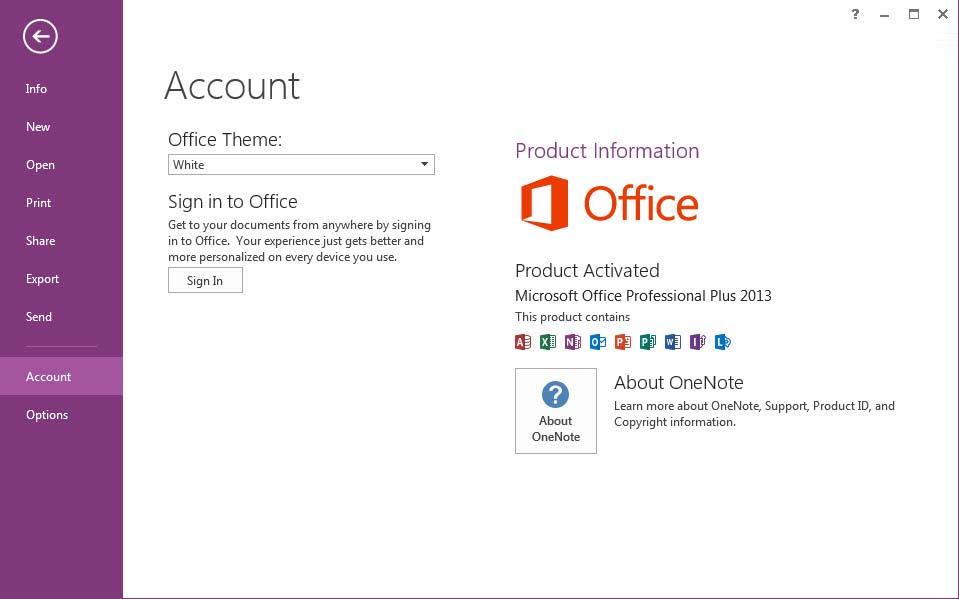 ?
Info
New
Open
Print
Share
Export
Send
Account
Options
Account
Office Theme:
White
Sign in to Office
Get to your documents from anywhere by signing
in to Office.  Your experience just gets better and
more personalized on every device you use.
Sign In
Product Information
Office
Product Activated
Microsoft Office Professional Plus 2013
This product contains
A X N O P P W I L
?
About
OneNote
About OneNote
Learn more about OneNote, Support, Product ID, and
Copyright information.